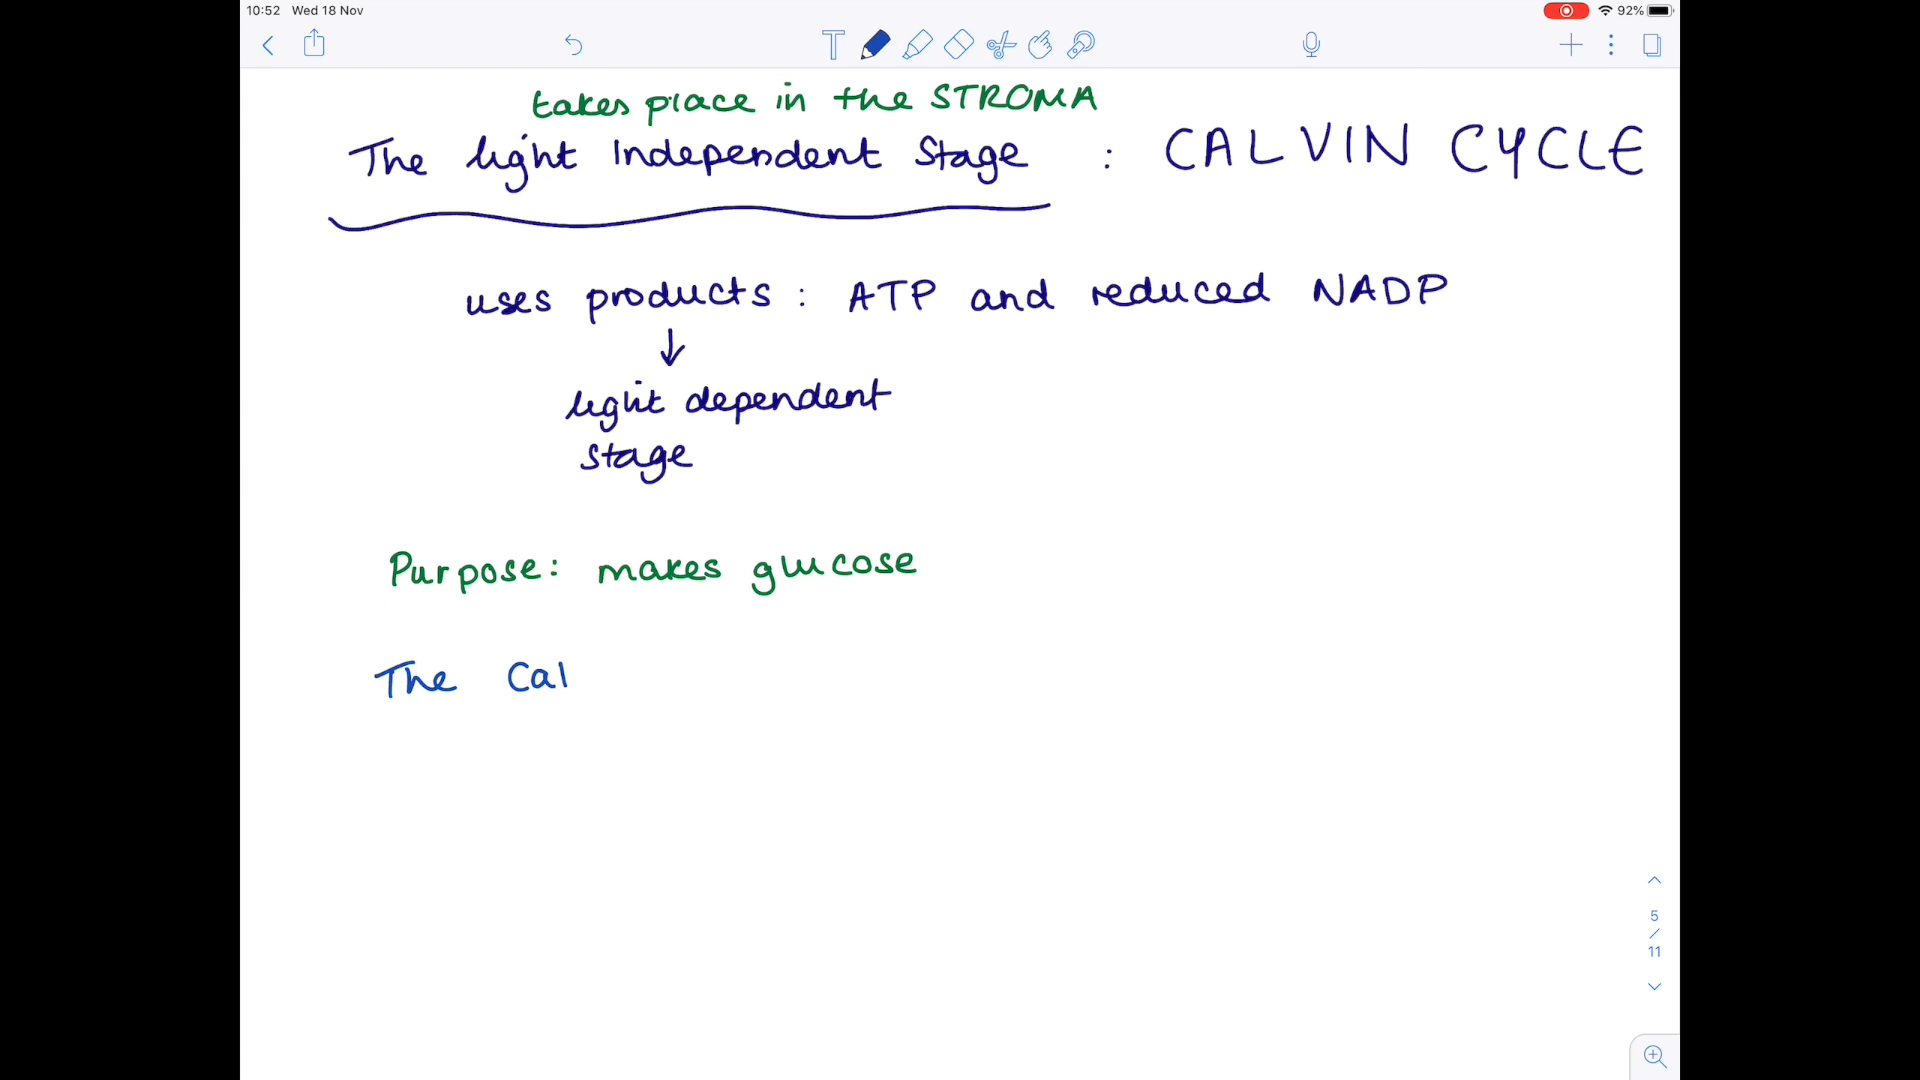 10:52 Wed 18 Nov 92%
takes place in the STROMA
The light Independent Stage : CALVIN CYCLE
uses products : ATP and reduced NADP
↓
light dependent
stage
Purpose: makes glucose
The Cal
5
/
11